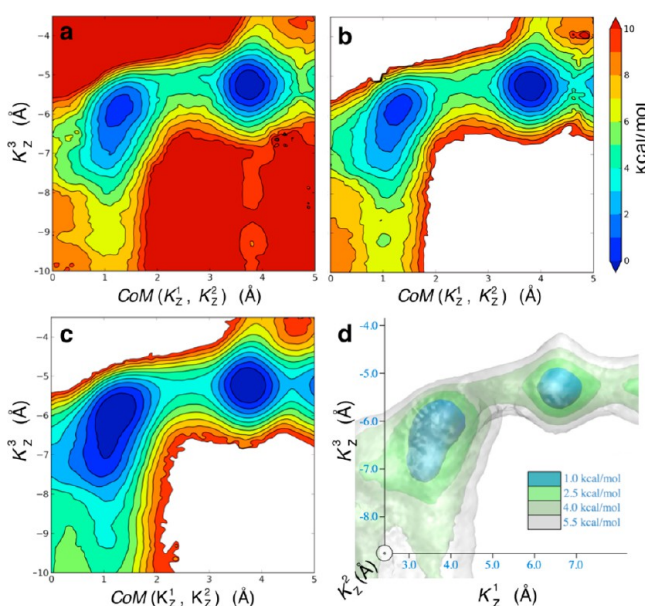 a
−4
−5
−6
−7
−8
−9
−10
K_Z^3 (Å)
0 1 2 3 4 5
CoM (K_Z^1 , K_Z^2) (Å)
b
0 1 2 3 4 5
CoM (K_Z^1 , K_Z^2) (Å)
10
8
6
4
2
0
kcal/mol
c
−4
−5
−6
−7
−8
−9
−10
K_Z^3 (Å)
0 1 2 3 4 5
CoM (K_Z^1 , K_Z^2) (Å)
d
-4.0
-5.0
-6.0
-7.0
-8.0
K_Z^3 (Å)
1.0 kcal/mol
2.5 kcal/mol
4.0 kcal/mol
5.5 kcal/mol
3.0 4.0 5.0 6.0 7.0
K_Z^2 (Å)
K_Z^1 (Å)